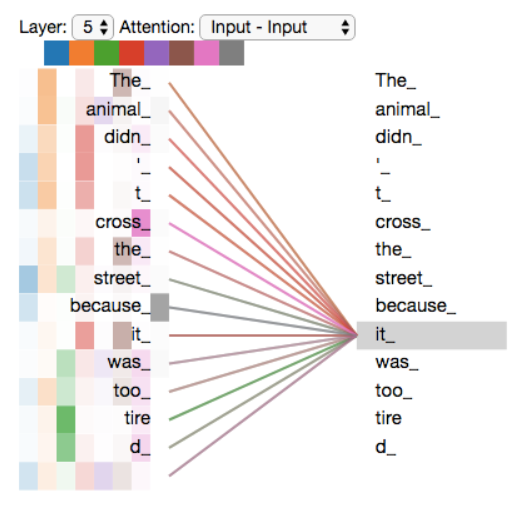 Layer: 5 Attention: Input - Input
The_ The_
animal_ animal_
didn_ didn_
'_ '_
t_ t_
cross_ cross_
the_ the_
street_ street_
because_ because_
it_ it_
was_ was_
too_ too_
tire tire
d_ d_